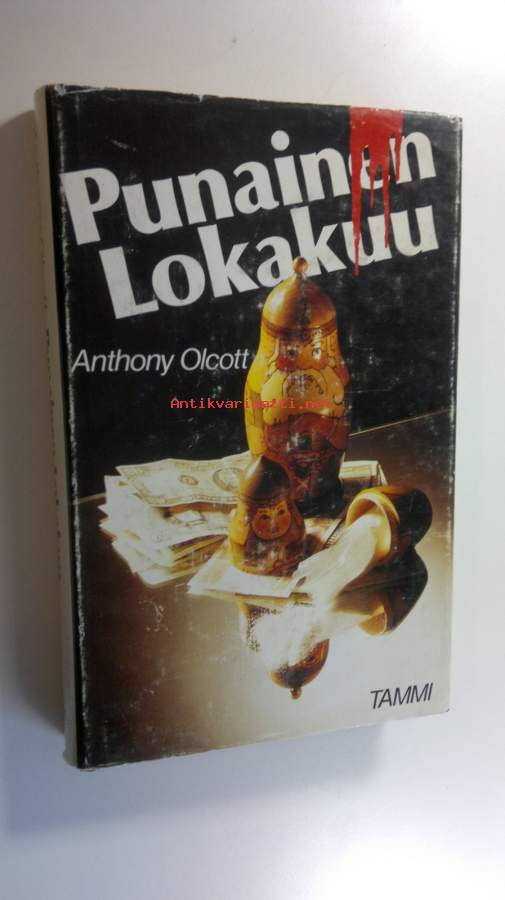 Punainen
Lokakuu
Anthony Olcott
Antikvariaatti.net
TAMMI